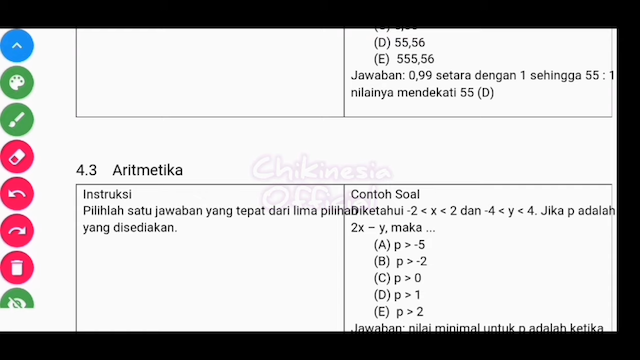 (D) 55,56
(E) 555,56
Jawaban: 0,99 setara dengan 1 sehingga 55 : 1
nilainya mendekati 55 (D)
4.3 Aritmetika
Chikinesia
Instruksi
Pilihlah satu jawaban yang tepat dari lima pilihan
yang disediakan.
Contoh Soal
Diketahui -2 < x < 2 dan -4 < y < 4. Jika p adalah
2x – y, maka ...
(A) p > -5
(B) p > -2
(C) p > 0
(D) p > 1
(E) p > 2
Jawaban: nilai minimal untuk p adalah ketika